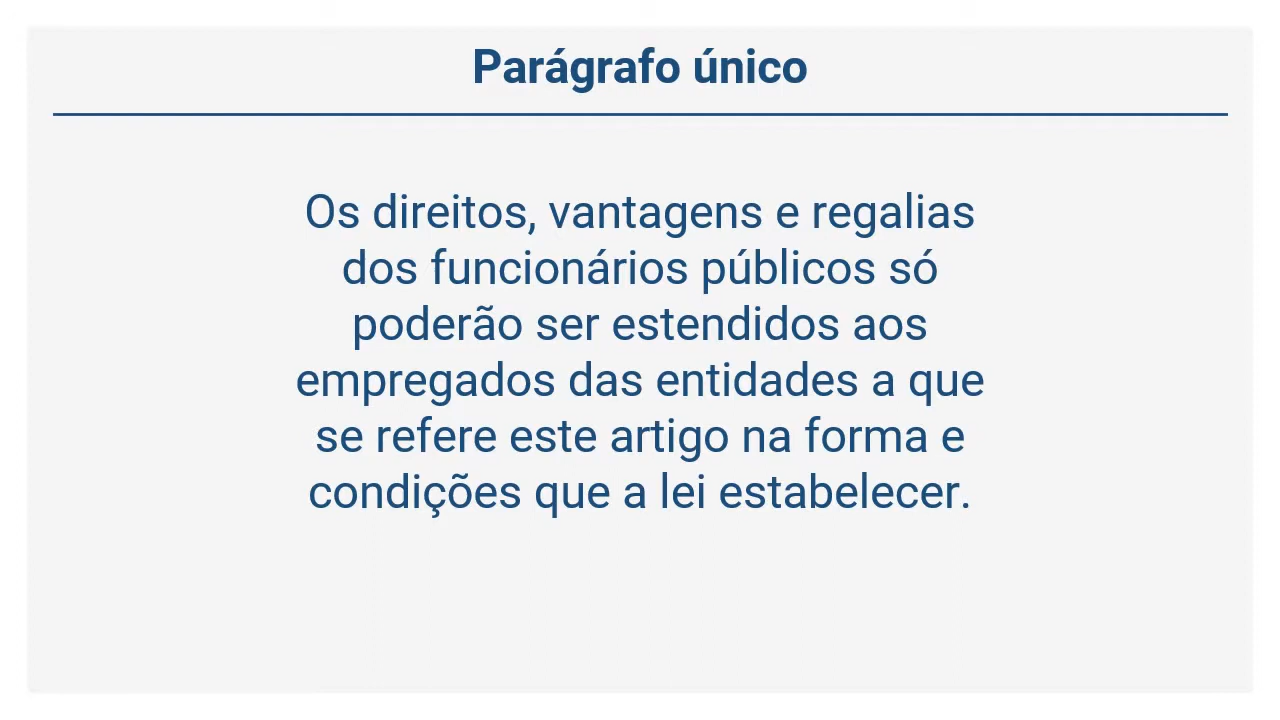 Parágrafo único
Os direitos, vantagens e regalias
dos funcionários públicos só
poderão ser estendidos aos
empregados das entidades a que
se refere este artigo na forma e
condições que a lei estabelecer.